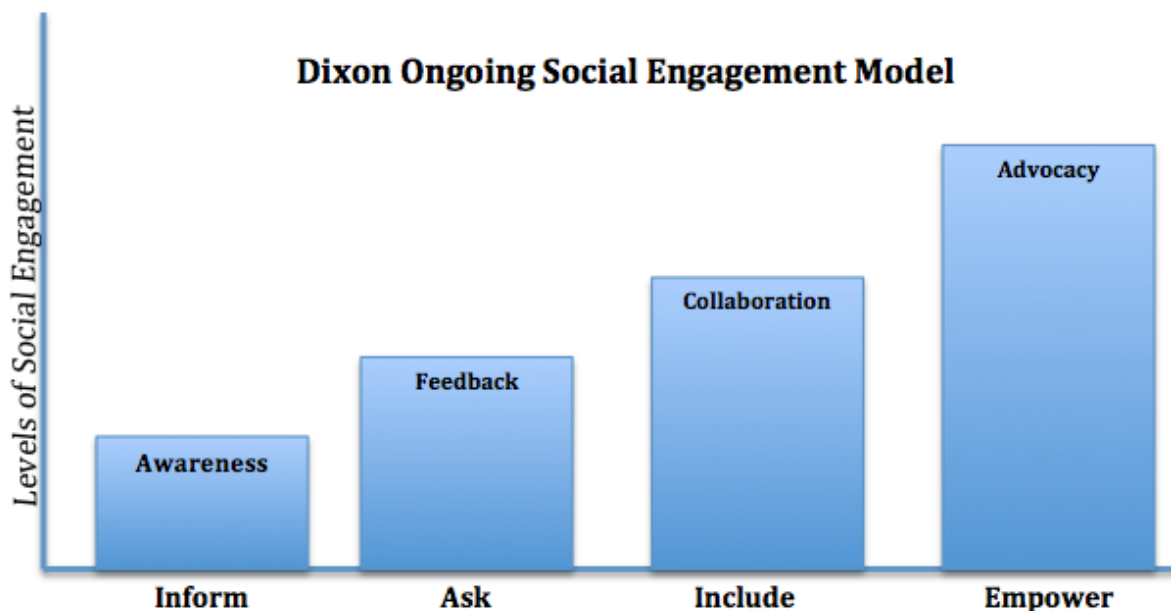 Dixon Ongoing Social Engagement Model
Levels of Social Engagement
Advocacy
Collaboration
Feedback
Awareness
Inform
Ask
Include
Empower